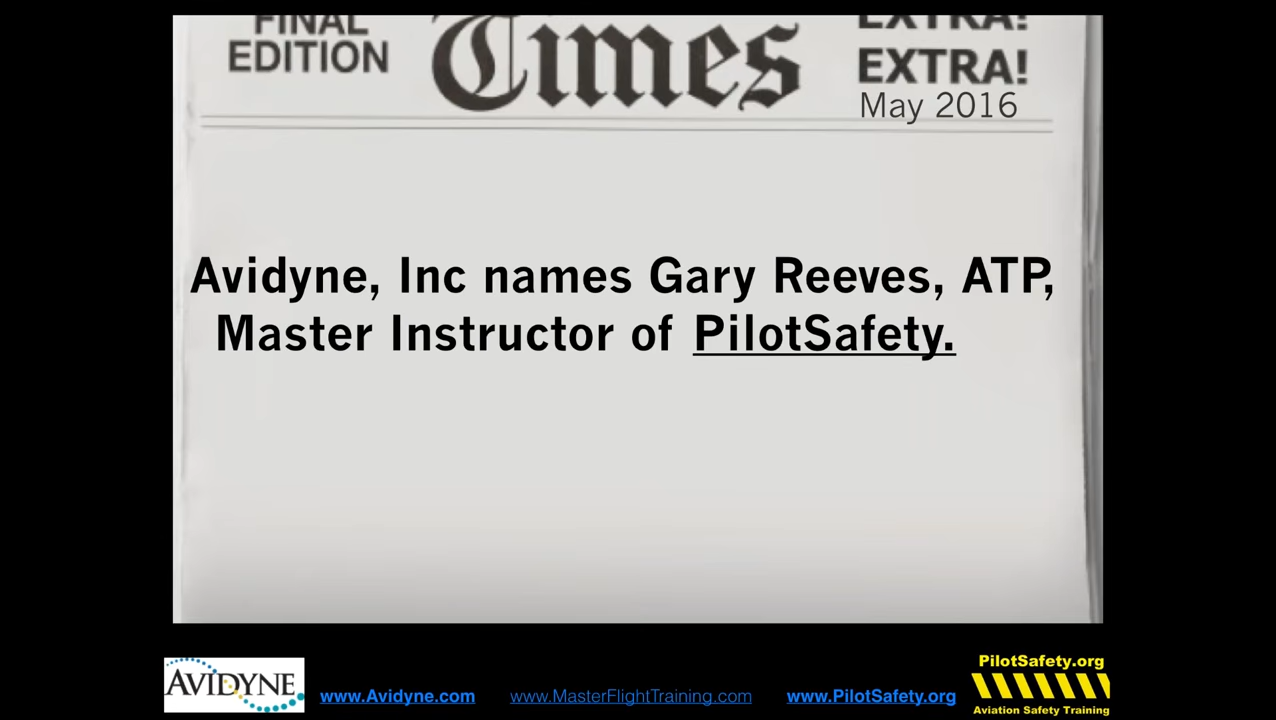 FINAL
EDITION
Times
EXTRA!
EXTRA!
May 2016
Avidyne, Inc names Gary Reeves, ATP,
Master Instructor of PilotSafety.
AVIDYNE
www.Avidyne.com
www.MasterFlightTraining.com
www.PilotSafety.org
PilotSafety.org
Aviation Safety Training